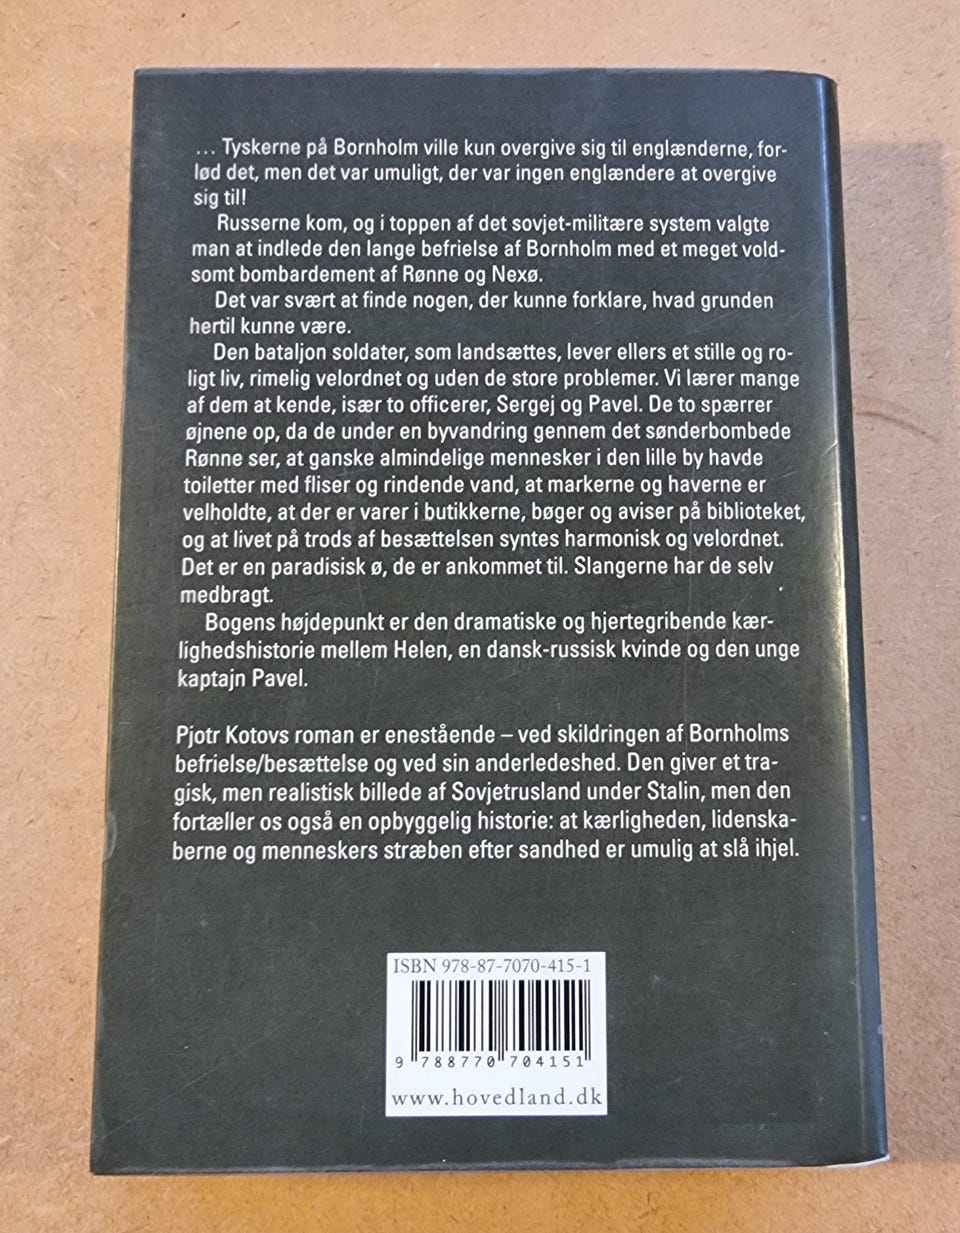 ... Tyskerne på Bornholm ville kun overgive sig til englænderne, for-
lød det, men det var umuligt, der var ingen englændere at overgive
sig til!
Russerne kom, og i toppen af det sovjet-militære system valgte
man at indlede den lange befrielse af Bornholm med et meget vold-
somt bombardement af Rønne og Nexø.
Det var svært at finde nogen, der kunne forklare, hvad grunden
hertil kunne være.
Den bataljon soldater, som landsættes, lever ellers et stille og ro-
ligt liv, rimelig velordnet og uden de store problemer. Vi lærer mange
af dem at kende, især to officerer, Sergej og Pavel. De to spærrer
øjnene op, da de under en byvandring gennem det sønderbombede
Rønne ser, at ganske almindelige mennesker i den lille by havde
toiletter med fliser og rindende vand, at markerne og haverne er
velholdte, at der er varer i butikkerne, bøger og aviser på biblioteket,
og at livet på trods af besættelsen syntes harmonisk og velordnet.
Det er en paradisisk ø, de er ankommet til. Slangerne har de selv
medbragt.
Bogens højdepunkt er den dramatiske og hjertegribende kær-
lighedshistorie mellem Helen, en dansk-russisk kvinde og den unge
kaptajn Pavel.
Pjotr Kotovs roman er enestående – ved skildringen af Bornholms
befrielse/besættelse og ved sin anderledeshed. Den giver et tra-
gisk, men realistisk billede af Sovjetrusland under Stalin, men den
fortæller os også en opbyggelig historie: at kærligheden, lidenska-
berne og menneskers stræben efter sandhed er umulig at slå ihjel.
ISBN 978-87-7070-415-1
9 788770 704151
www.hovedland.dk